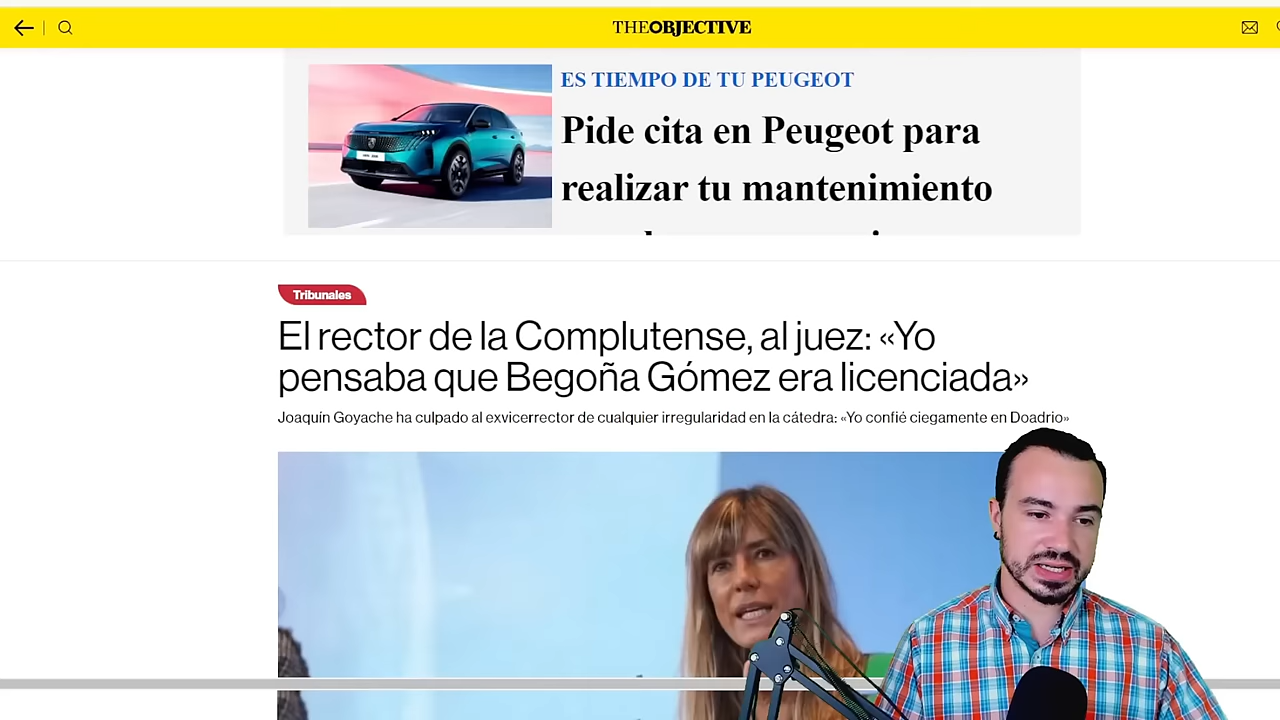 THEOBJECTIVE
ES TIEMPO DE TU PEUGEOT
Pide cita en Peugeot para
realizar tu mantenimiento
Tribunales
El rector de la Complutense, al juez: «Yo
pensaba que Begoña Gómez era licenciada»
Joaquín Goyache ha culpado al exvicerrector de cualquier irregularidad en la cátedra: «Yo confié ciegamente en Doadrio»